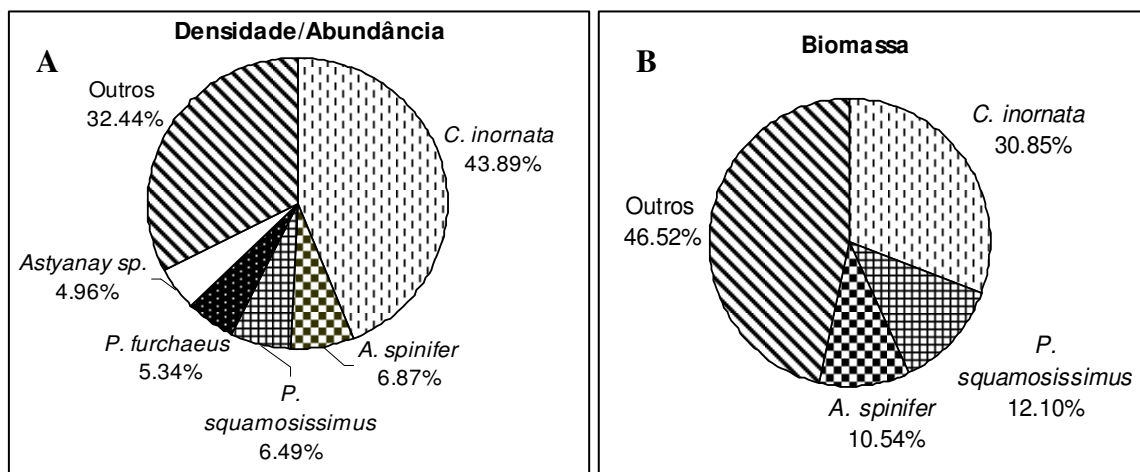 Densidade/Abundância
A
Outros
32.44%
C. inornata
43.89%
Astyanay sp.
4.96%
P. furchaeus
5.34%
P.
squamosissimus
6.49%
A. spinifer
6.87%
Biomassa
B
C. inornata
30.85%
Outros
46.52%
P.
squamosissimus
12.10%
A. spinifer
10.54%